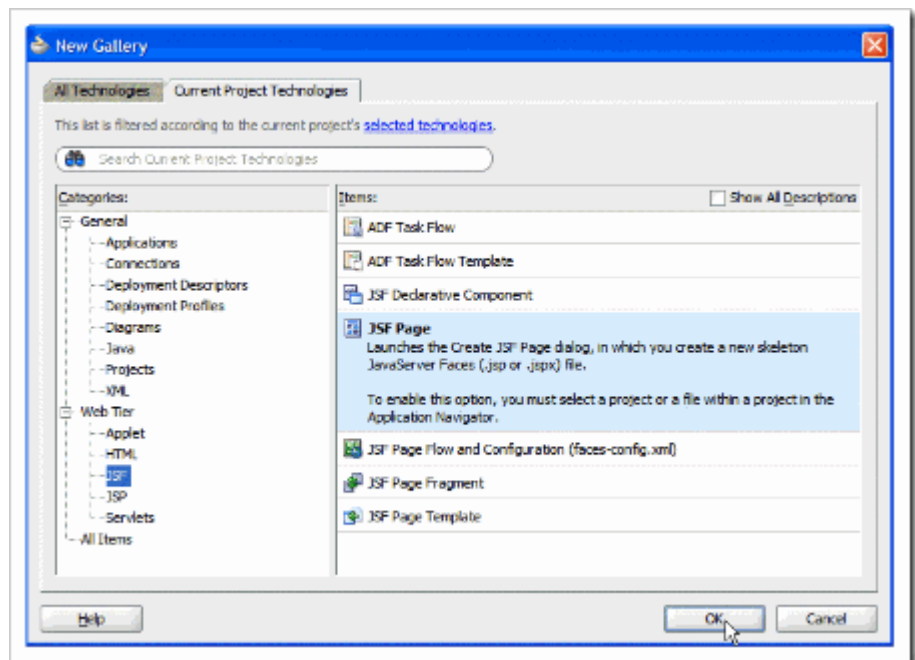 New Gallery
All Technologies
Current Project Technologies
This list is filtered according to the current project's selected technologies.
Search Current Project Technologies
Categories:
General
Applications
Connections
Deployment Descriptors
Deployment Profiles
Diagrams
Java
Projects
XML
Web Tier
Applet
HTML
JSF
JSP
Servlets
All Items
Items:
Show All Descriptions
ADF Task Flow
ADF Task Flow Template
JSF Declarative Component
JSF Page
Launches the Create JSF Page dialog, in which you create a new skeleton
JavaServer Faces (.jsp or .jspx) file.
To enable this option, you must select a project or a file within a project in the
Application Navigator.
JSF Page Flow and Configuration (faces-config.xml)
JSF Page Fragment
JSF Page Template
Help
OK
Cancel